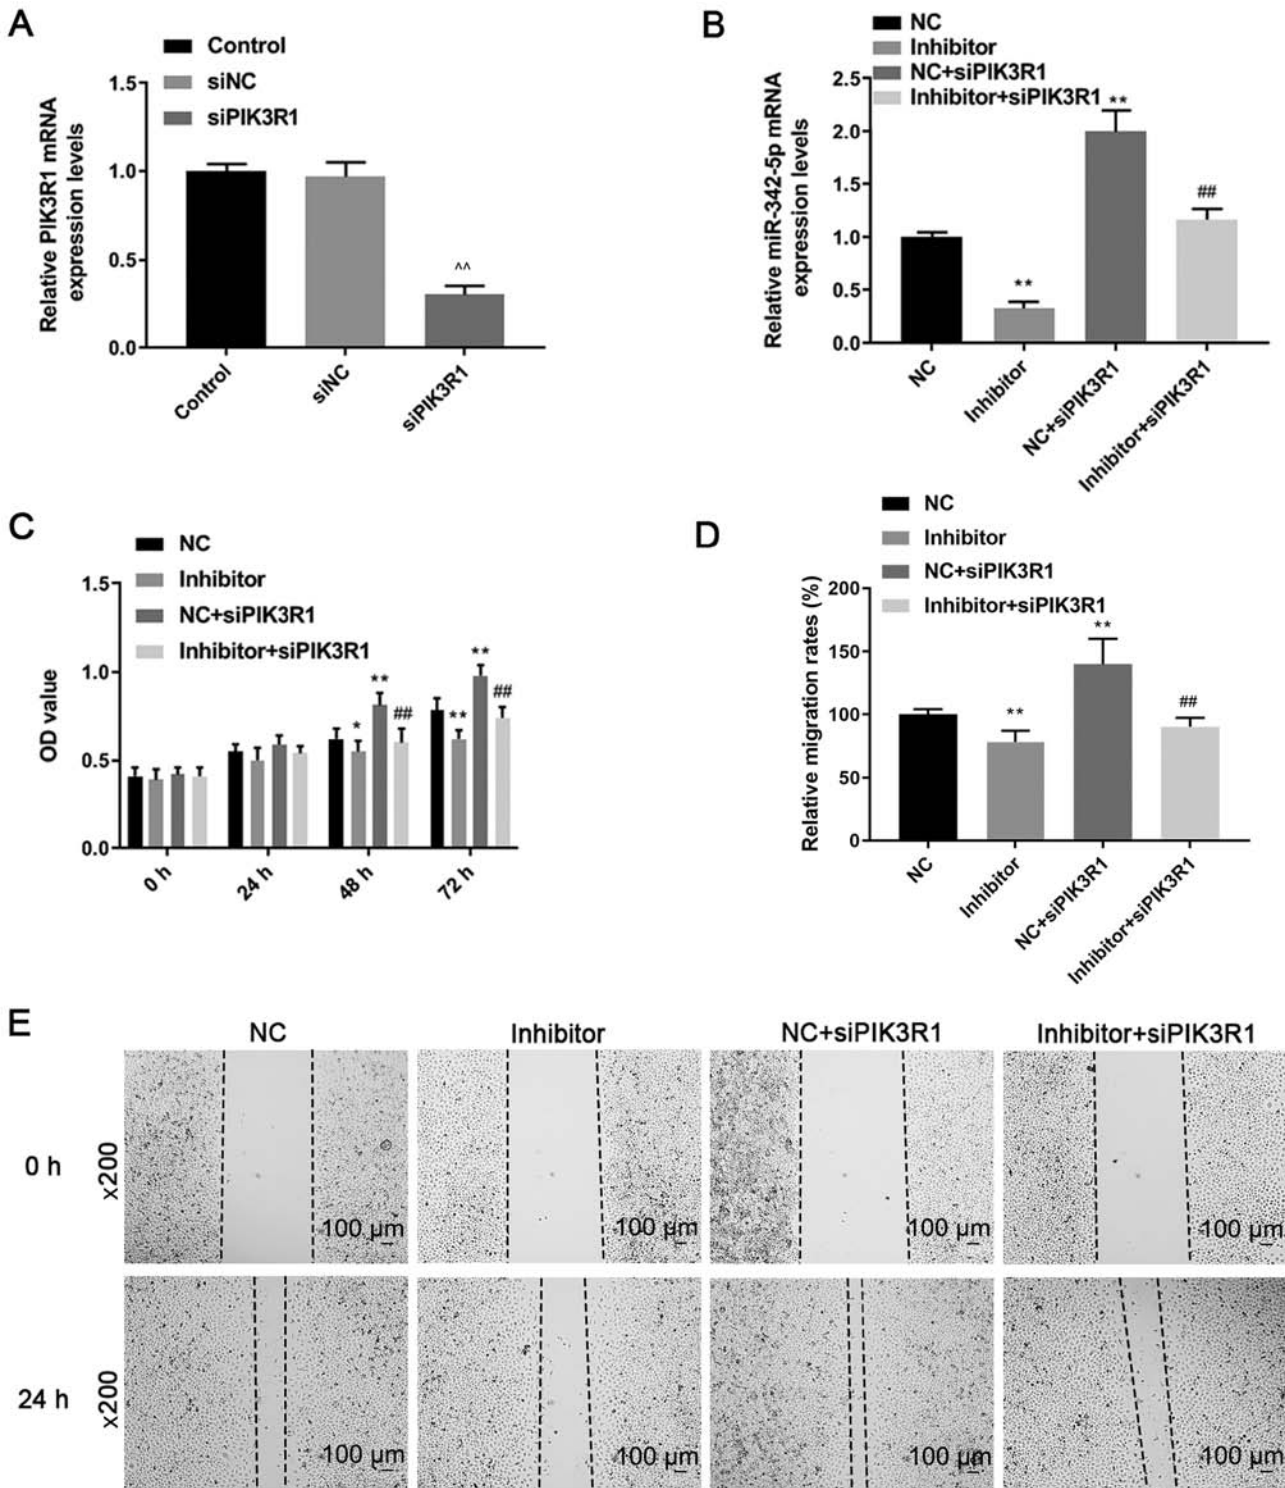 A
Control
siNC
siPIK3R1
Relative PIK3R1 mRNA
expression levels
1.5
1.0
0.5
0.0
^^
Control
siNC
siPIK3R1
B
NC
Inhibitor
NC+siPIK3R1
Inhibitor+siPIK3R1
Relative miR-342-5p mRNA
expression levels
2.5
2.0
1.5
1.0
0.5
0.0
**
**
##
NC
Inhibitor
NC+siPIK3R1
Inhibitor+siPIK3R1
C
NC
Inhibitor
NC+siPIK3R1
Inhibitor+siPIK3R1
OD value
1.5
1.0
0.5
0.0
*
**
##
**
**
##
0 h
24 h
48 h
72 h
D
NC
Inhibitor
NC+siPIK3R1
Inhibitor+siPIK3R1
Relative migration rates (%)
200
150
100
50
0
**
**
##
NC
Inhibitor
NC+siPIK3R1
Inhibitor+siPIK3R1
E
NC Inhibitor NC+siPIK3R1 Inhibitor+siPIK3R1
0 h
x200
100 µm 100 µm 100 µm 100 µm
24 h
x200
100 µm 100 µm 100 µm 100 µm